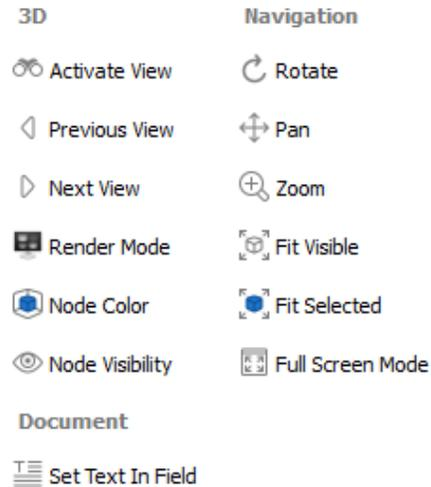 3D
Activate View
Previous View
Next View
Render Mode
Node Color
Node Visibility
Document
Set Text In Field
Navigation
Rotate
Pan
Zoom
Fit Visible
Fit Selected
Full Screen Mode